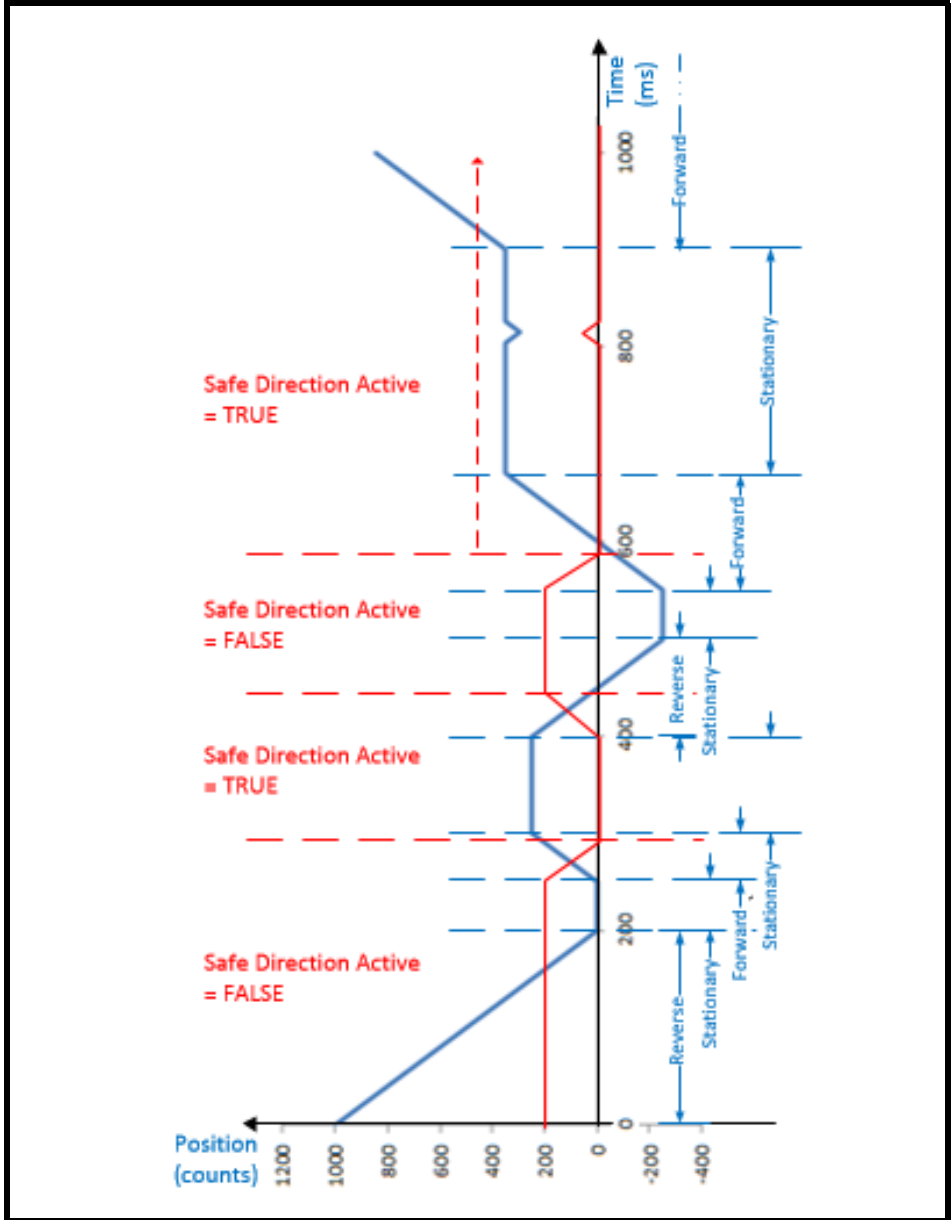 Time
(ms)
1000
800
600
400
200
0
Forward
Stationary
Forward
Reverse
Stationary
Stationary
Forward
Stationary
Reverse
Safe Direction Active
= TRUE
Safe Direction Active
= FALSE
Safe Direction Active
= TRUE
Safe Direction Active
= FALSE
Position
(counts)
1200
1000
800
600
400
200
0
-200
-400